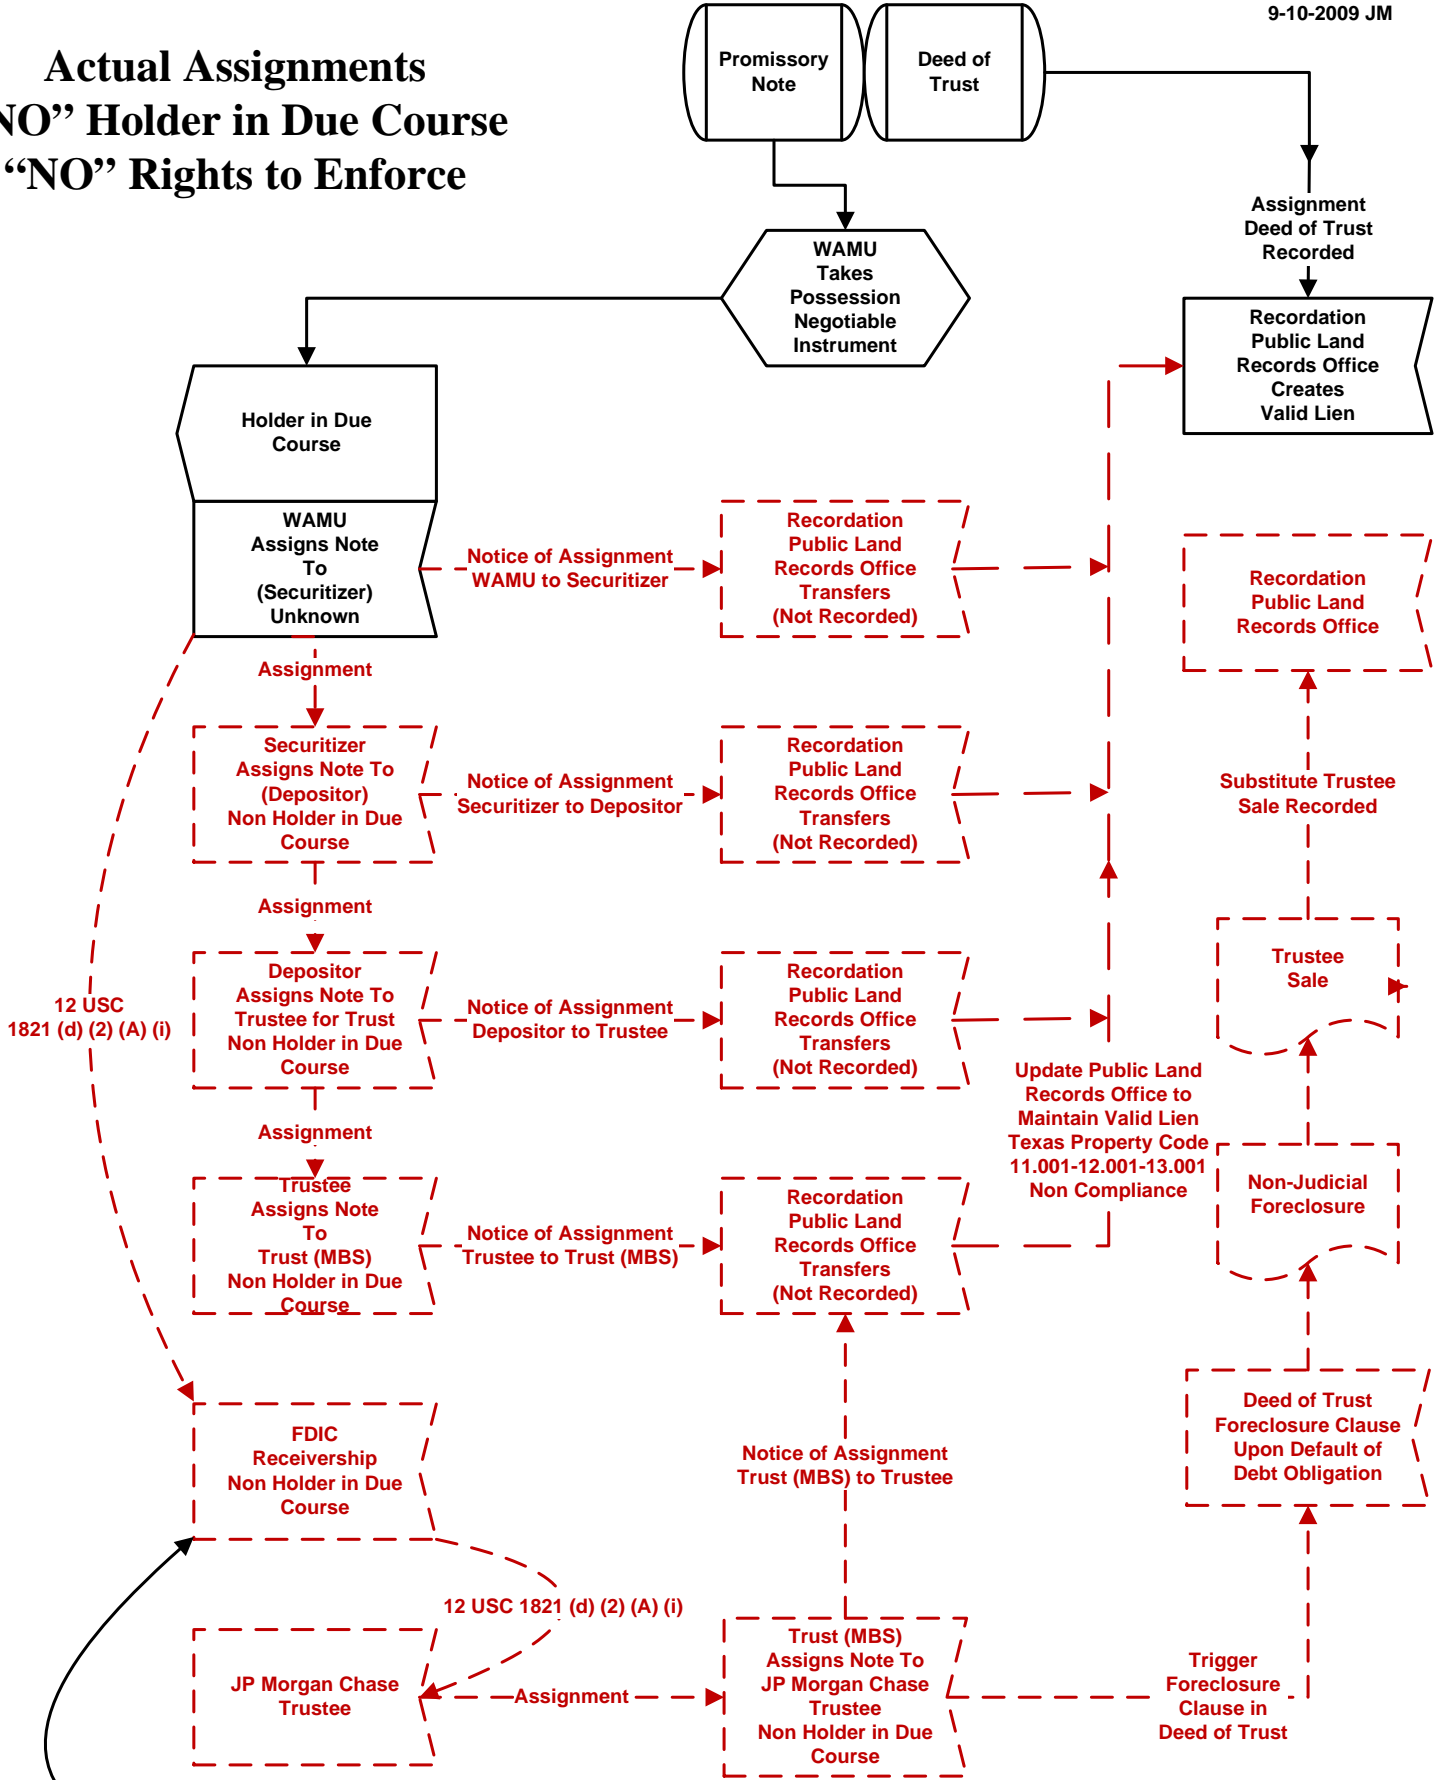 9-10-2009 JM
Actual Assignments
NO” Holder in Due Course
“NO” Rights to Enforce
Promissory
Note
Deed of
Trust
Assignment
Deed of Trust
Recorded
WAMU
Takes
Possession
Negotiable
Instrument
Recordation
Public Land
Records Office
Creates
Valid Lien
Holder in Due
Course
WAMU
Assigns Note
To
(Securitizer)
Unknown
Notice of Assignment
WAMU to Securitizer
Recordation
Public Land
Records Office
Transfers
(Not Recorded)
Recordation
Public Land
Records Office
Assignment
Securitizer
Assigns Note To
(Depositor)
Non Holder in Due
Course
Notice of Assignment
Securitizer to Depositor
Recordation
Public Land
Records Office
Transfers
(Not Recorded)
Substitute Trustee
Sale Recorded
Assignment
12 USC
1821 (d) (2) (A) (i)
Depositor
Assigns Note To
Trustee for Trust
Non Holder in Due
Course
Notice of Assignment
Depositor to Trustee
Recordation
Public Land
Records Office
Transfers
(Not Recorded)
Trustee
Sale
Update Public Land
Records Office to
Maintain Valid Lien
Texas Property Code
11.001-12.001-13.001
Non Compliance
Assignment
Trustee
Assigns Note
To
Trust (MBS)
Non Holder in Due
Course
Notice of Assignment
Trustee to Trust (MBS)
Recordation
Public Land
Records Office
Transfers
(Not Recorded)
Non-Judicial
Foreclosure
FDIC
Receivership
Non Holder in Due
Course
Notice of Assignment
Trust (MBS) to Trustee
Deed of Trust
Foreclosure Clause
Upon Default of
Debt Obligation
12 USC 1821 (d) (2) (A) (i)
JP Morgan Chase
Trustee
Assignment
Trust (MBS)
Assigns Note To
JP Morgan Chase
Trustee
Non Holder in Due
Course
Trigger
Foreclosure
Clause in
Deed of Trust